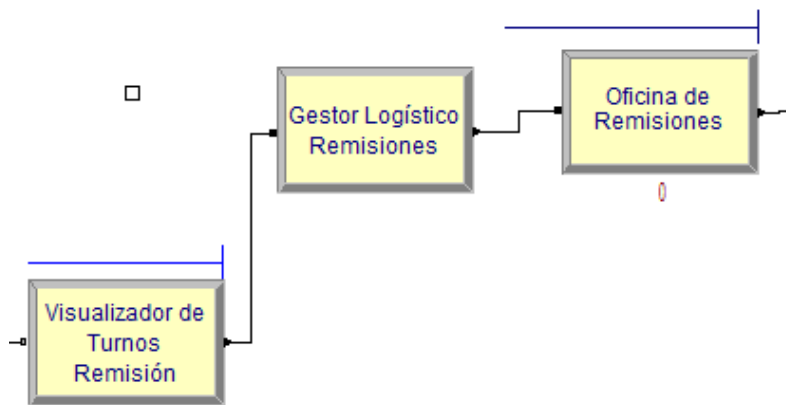 Gestor Logístico
Remisiones
Oficina de
Remisiones
0
Visualizador de
Turnos
Remisión